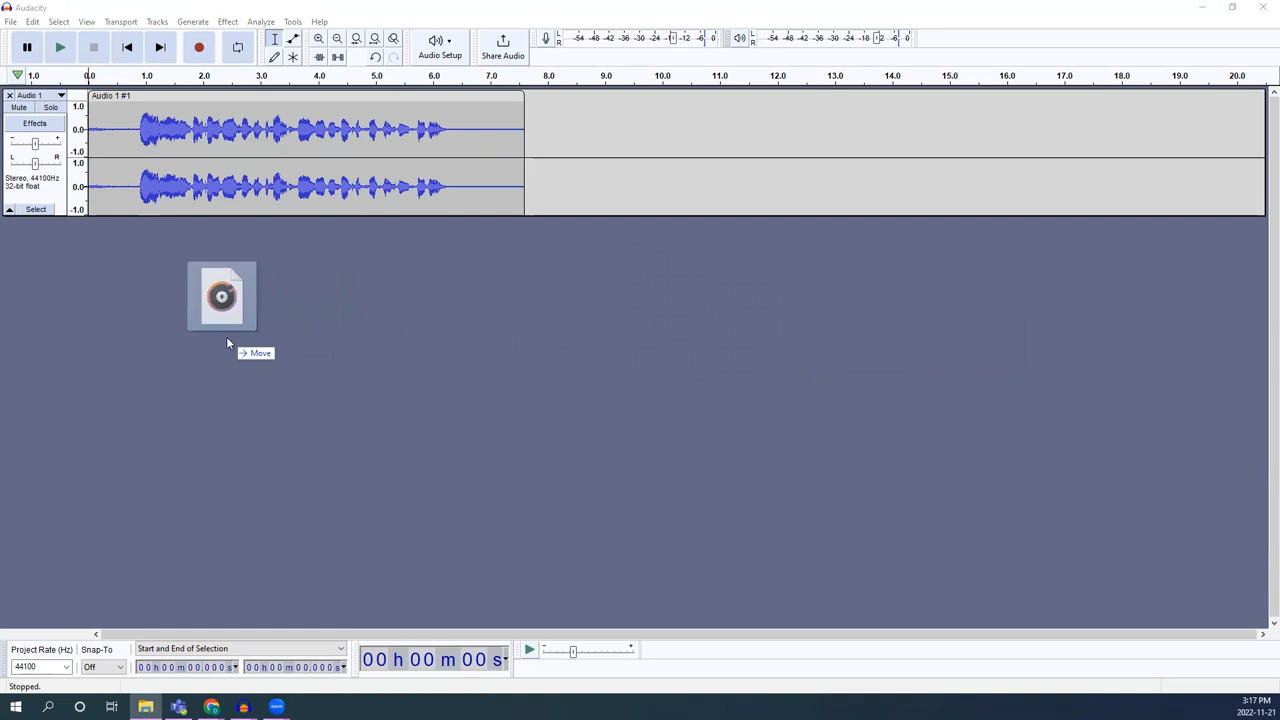 Audacity
File Edit Select View Transport Tracks Generate Effect Analyze Tools Help
Audio Setup
Share Audio
L
R
-54 -48 -42 -36 -30 -24 -1 -12 -6 0
L
R
-54 -48 -42 -36 -30 -24 -18 -12 -6 0
1.0 0.0 1.0 2.0 3.0 4.0 5.0 6.0 7.0 8.0 9.0 10.0 11.0 12.0 13.0 14.0 15.0 16.0 17.0 18.0 19.0 20.0
Audio 1
Audio 1 #1
Mute Solo
Effects
- +
L R
Stereo, 44100Hz
32-bit float
Select
1.0
0.0
-1.0
1.0
0.0
-1.0
Move
Project Rate (Hz)
44100
Snap-To
Off
Start and End of Selection
00 h 00 m 00.000 s
00 h 00 m 00.000 s
00 h 00 m 00 s
- +
Stopped.
3:17 PM
2022-11-21